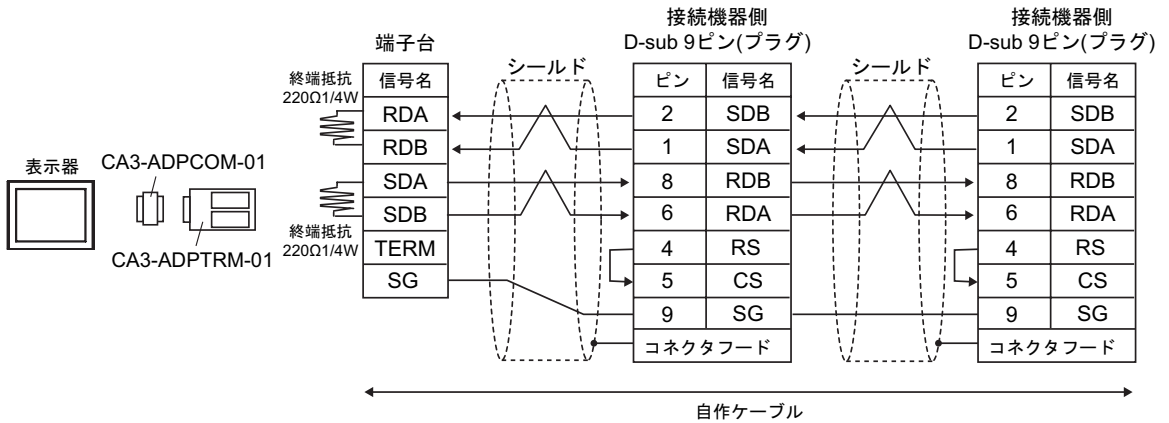 表示器
CA3-ADPCOM-01
CA3-ADPTRM-01
端子台
終端抵抗
220Ω1/4W
終端抵抗
220Ω1/4W
信号名
RDA
RDB
SDA
SDB
TERM
SG
シールド
接続機器側
D-sub 9ピン(プラグ)
ピン 信号名
2 SDB
1 SDA
8 RDB
6 RDA
4 RS
5 CS
9 SG
コネクタフード
シールド
接続機器側
D-sub 9ピン(プラグ)
ピン 信号名
2 SDB
1 SDA
8 RDB
6 RDA
4 RS
5 CS
9 SG
コネクタフード
自作ケーブル